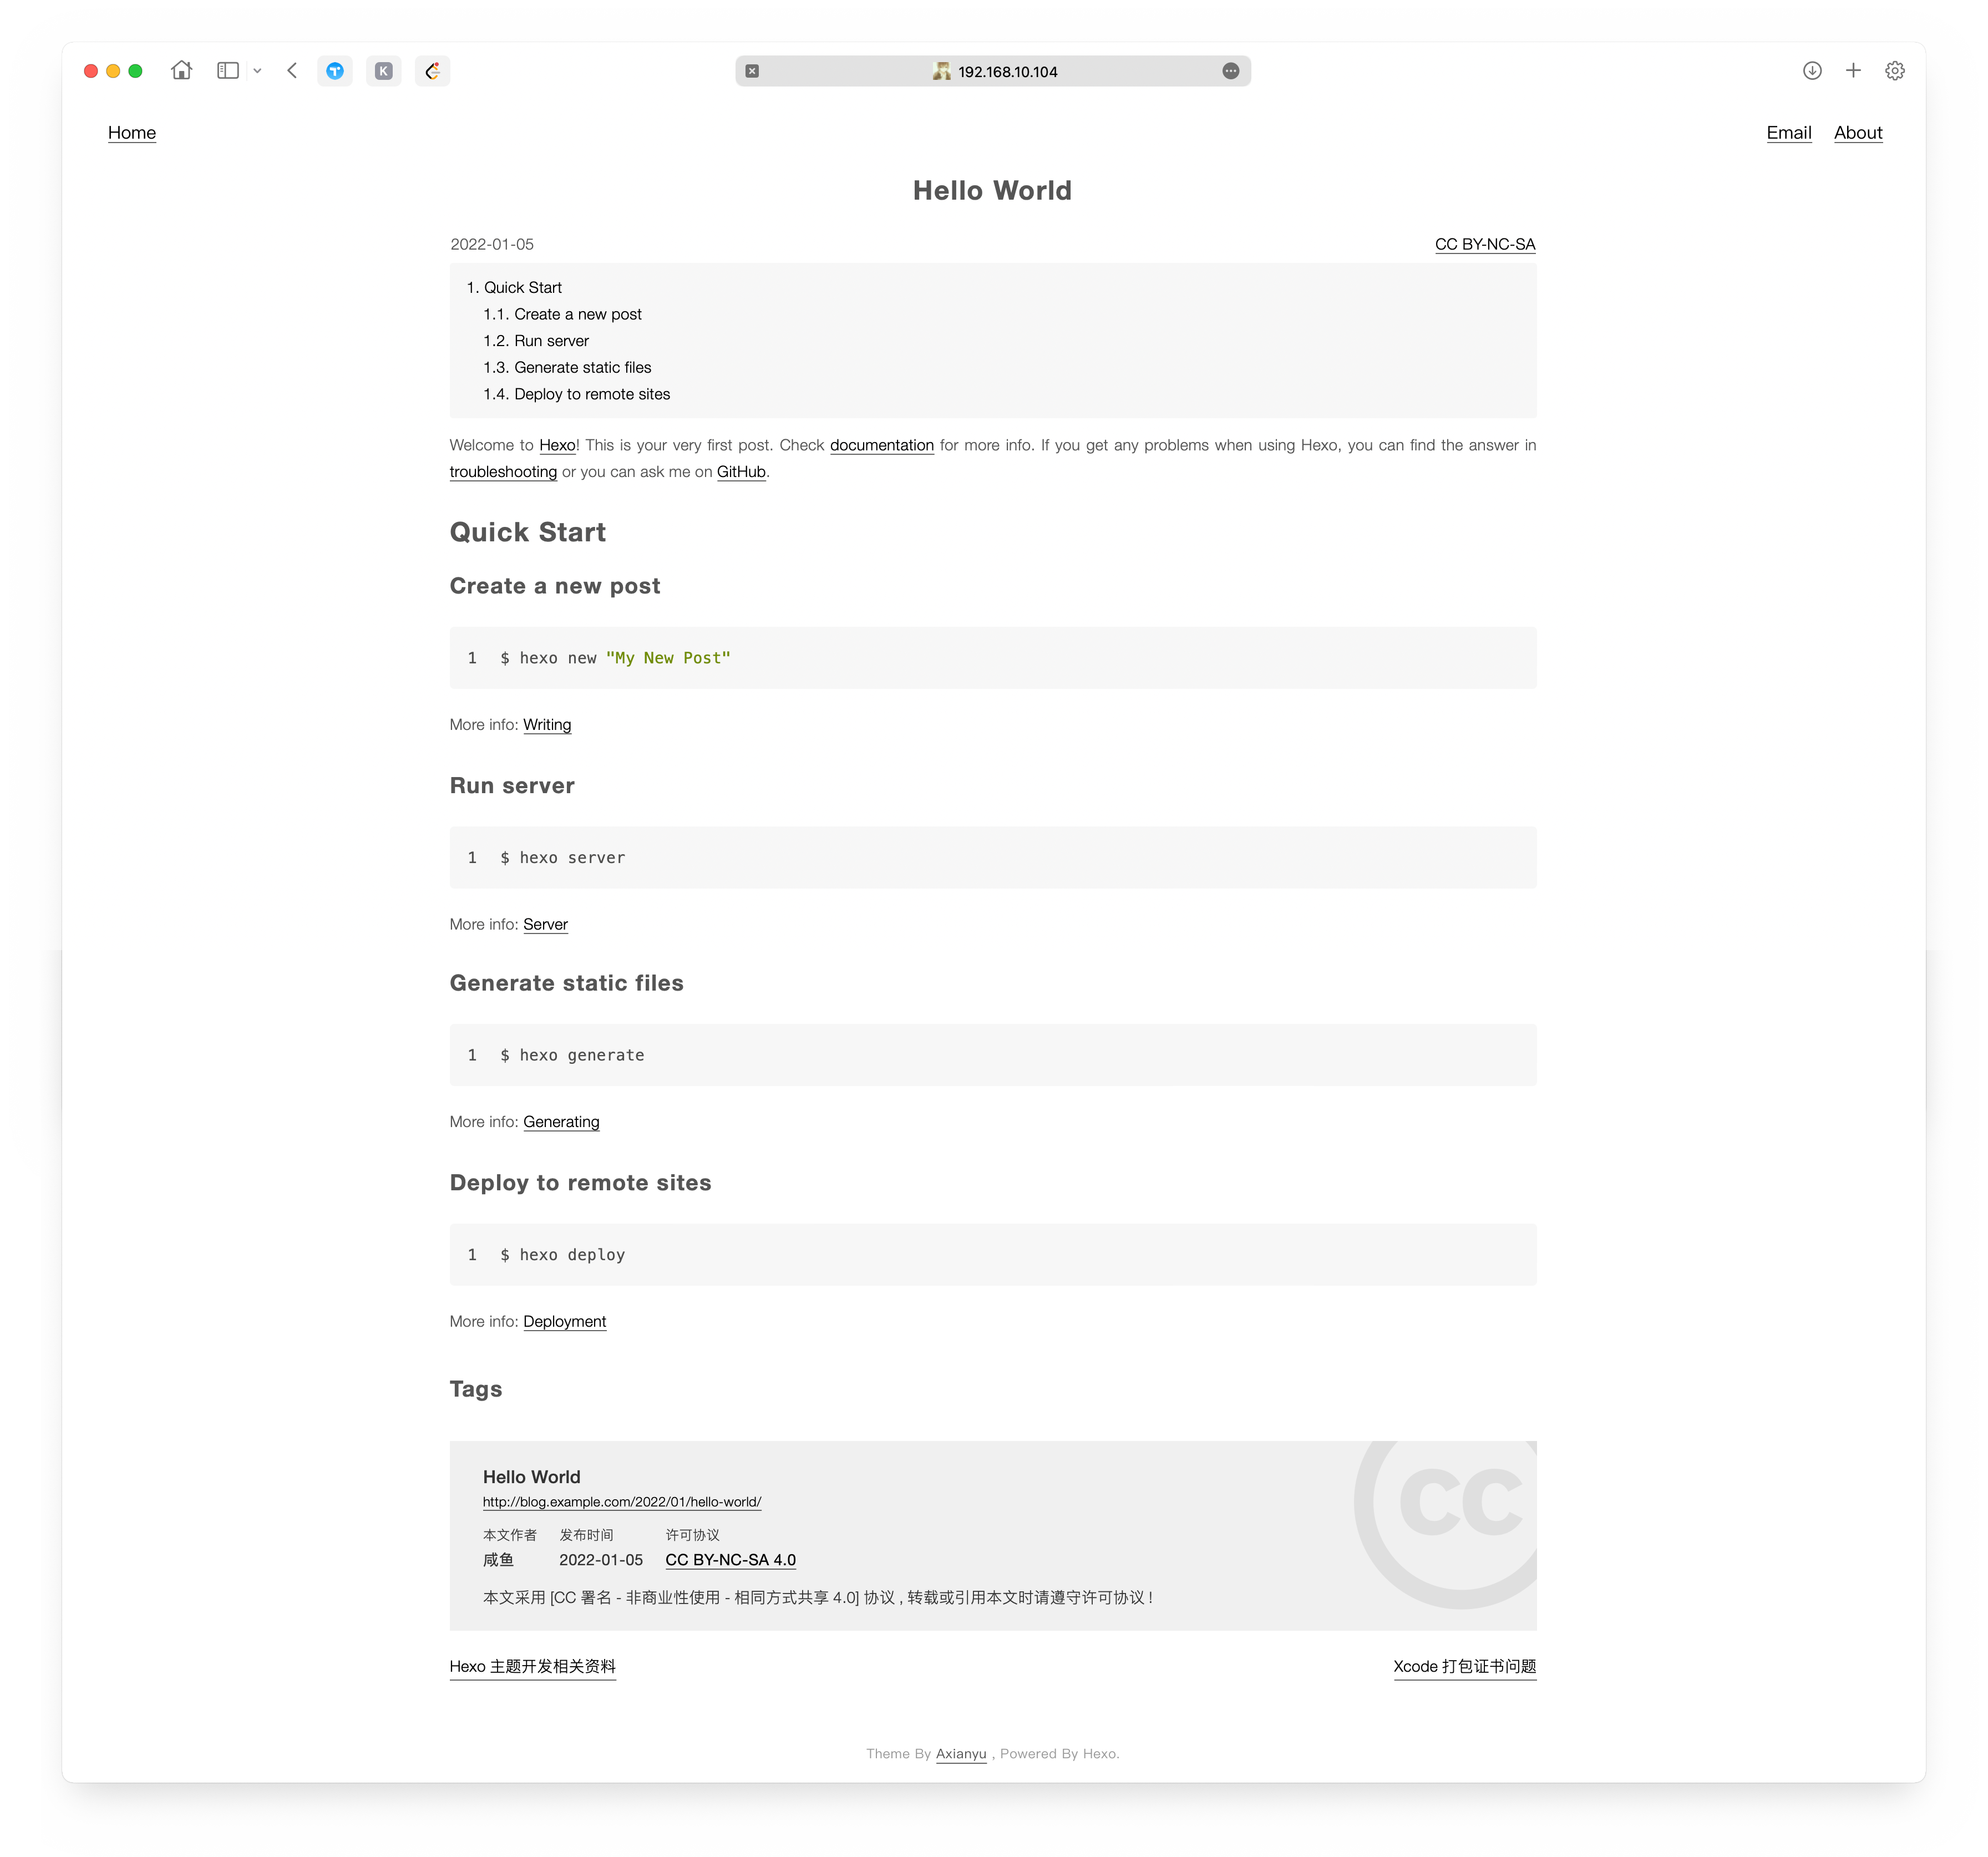 K
192.168.10.104
Home
Email About
Hello World
2022-01-05
CC BY-NC-SA
1. Quick Start
1.1. Create a new post
1.2. Run server
1.3. Generate static files
1.4. Deploy to remote sites
Welcome to Hexo! This is your very first post. Check documentation for more info. If you get any problems when using Hexo, you can find the answer in
troubleshooting or you can ask me on GitHub.
Quick Start
Create a new post
1 $ hexo new "My New Post"
More info: Writing
Run server
1 $ hexo server
More info: Server
Generate static files
1 $ hexo generate
More info: Generating
Deploy to remote sites
1 $ hexo deploy
More info: Deployment
Tags
Hello World
http://blog.example.com/2022/01/hello-world/
本文作者 发布时间 许可协议
咸鱼 2022-01-05 CC BY-NC-SA 4.0
本文采用 [CC 署名 - 非商业性使用 - 相同方式共享 4.0] 协议 , 转载或引用本文时请遵守许可协议 !
cc
Hexo 主题开发相关资料
Xcode 打包证书问题
Theme By Axianyu , Powered By Hexo.